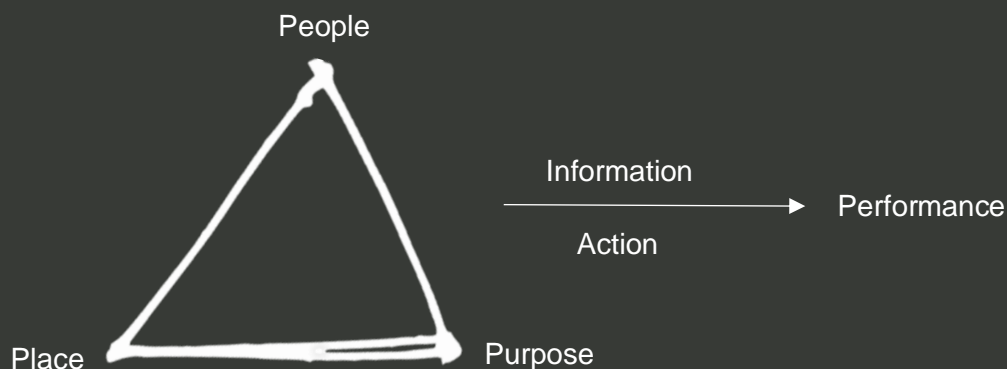 People
Information
Performance
Action
Place
Purpose